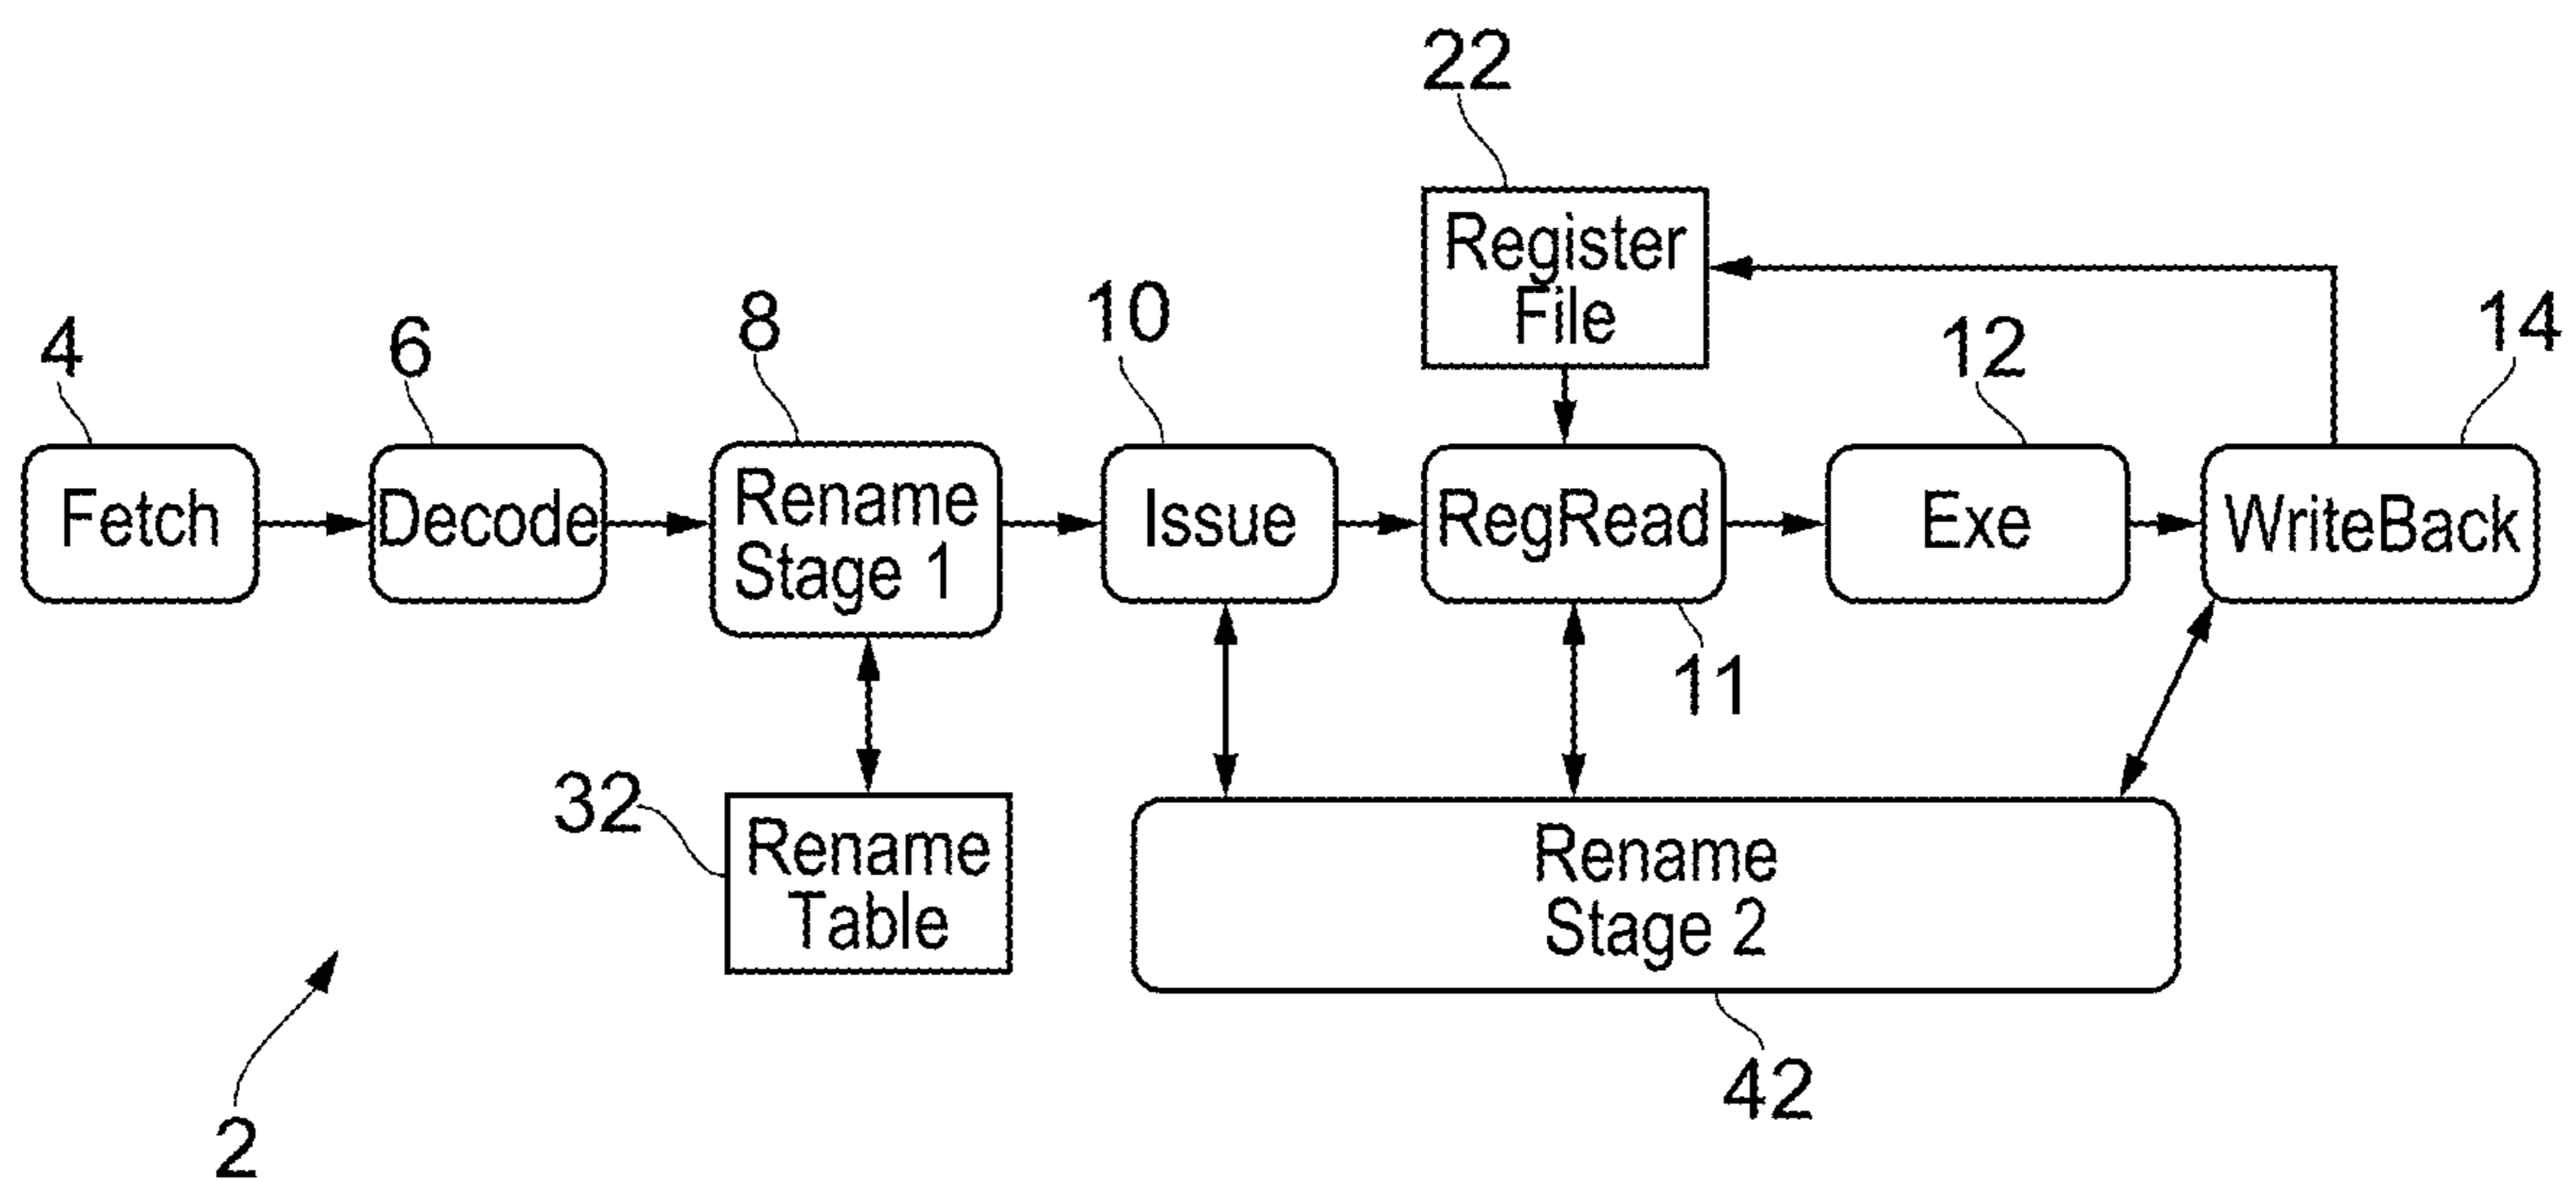 22
Register
File
4
6
8
10
12
14
Fetch
Decode
Rename
Stage 1
Issue
RegRead
Exe
WriteBack
11
32
Rename
Table
Rename
Stage 2
42
2